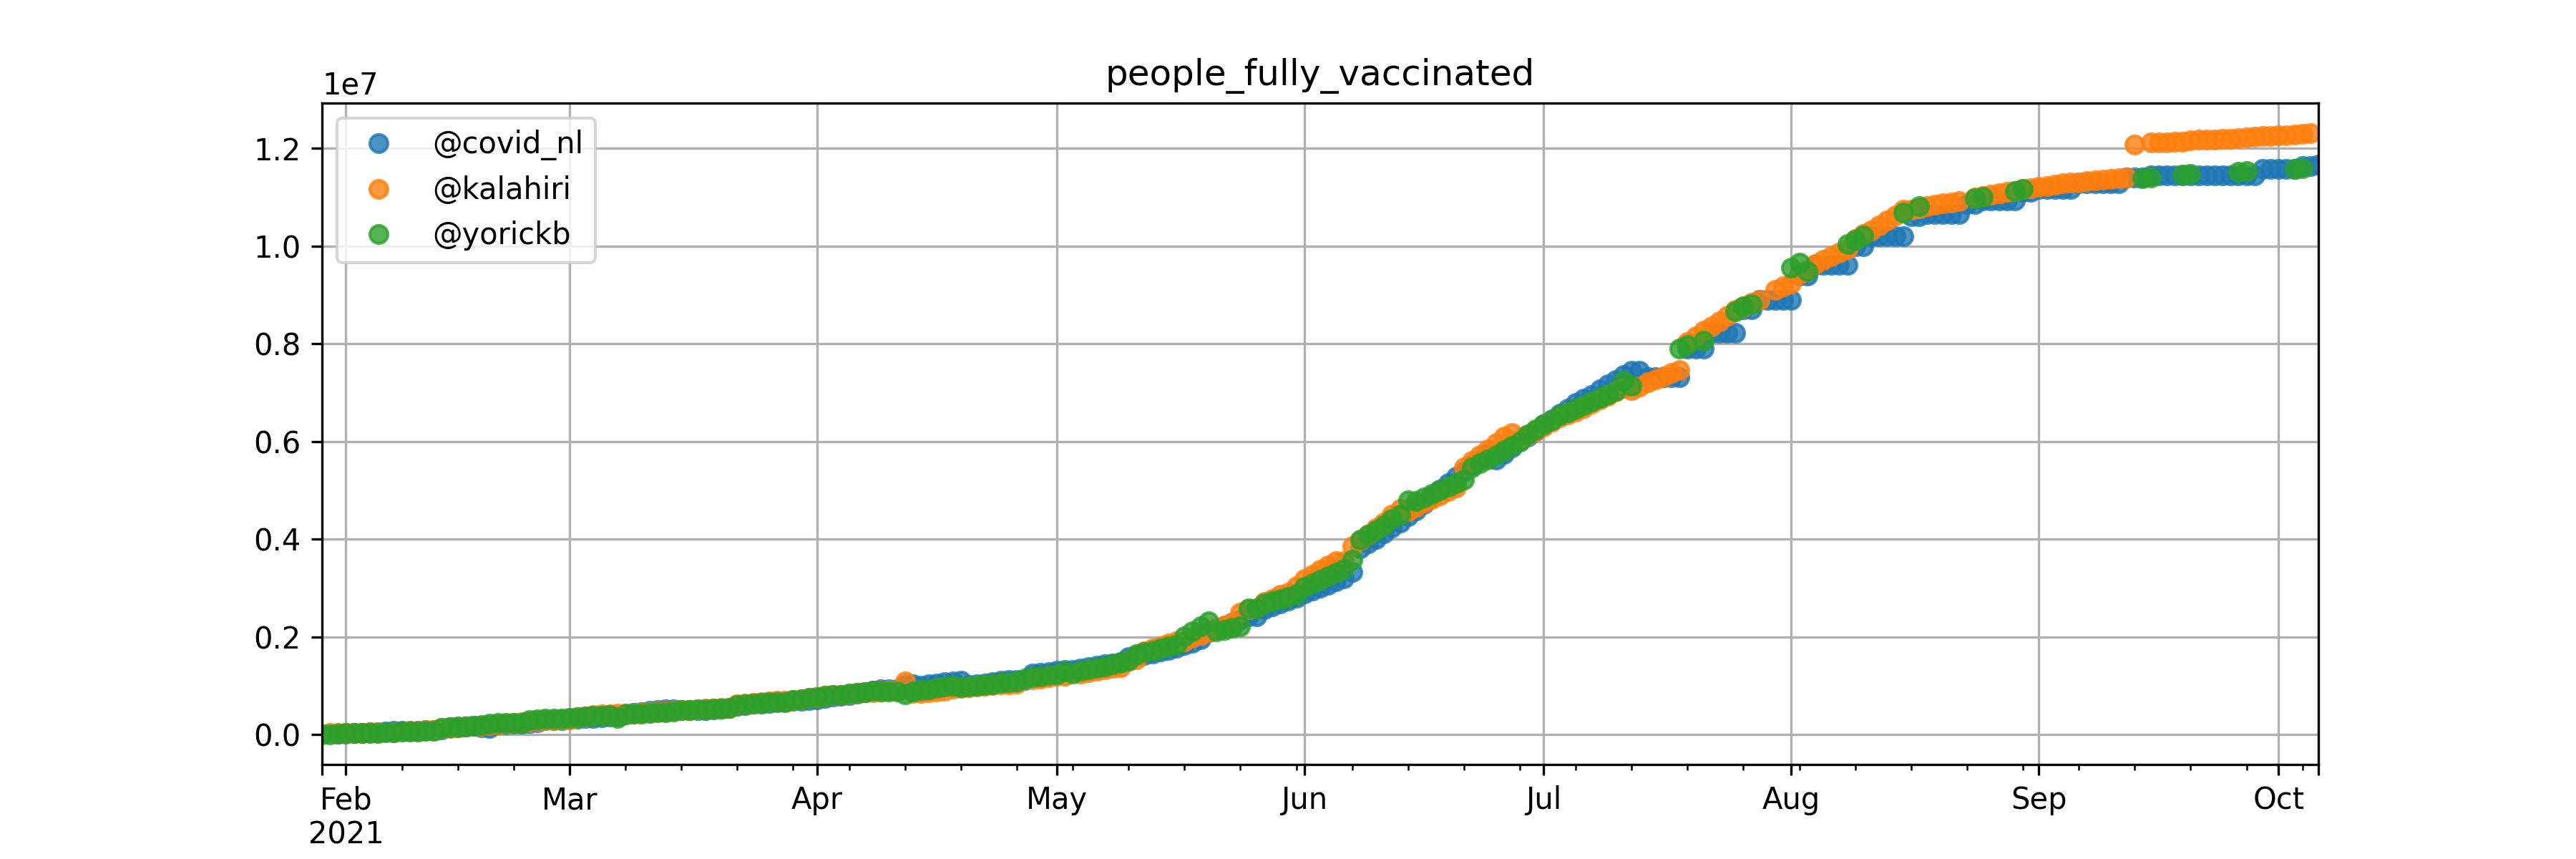 people_fully_vaccinated
1e7
@covid_nl
@kalahiri
@yorickb
1.2
1.0
0.8
0.6
0.4
0.2
0.0
Feb Mar Apr May Jun Jul Aug Sep Oct
2021